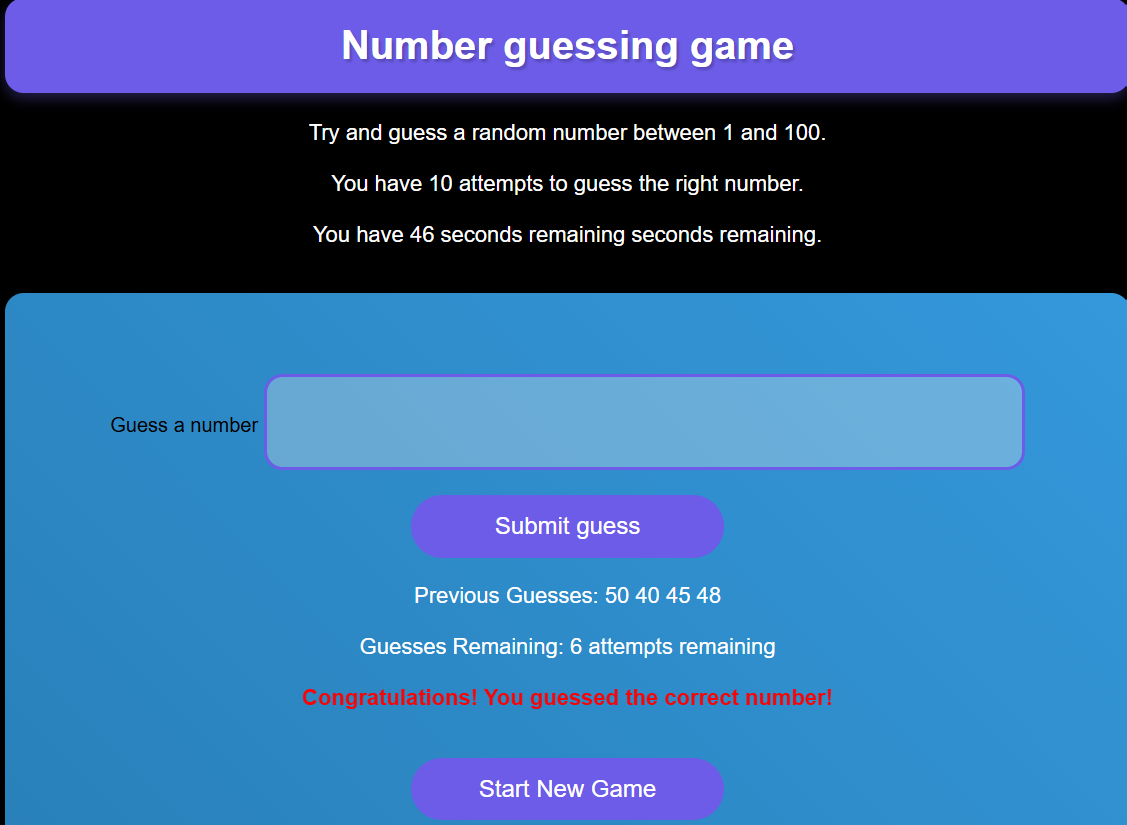 Number guessing game
Try and guess a random number between 1 and 100.
You have 10 attempts to guess the right number.
You have 46 seconds remaining seconds remaining.
Guess a number
Submit guess
Previous Guesses: 50 40 45 48
Guesses Remaining: 6 attempts remaining
Congratulations! You guessed the correct number!
Start New Game